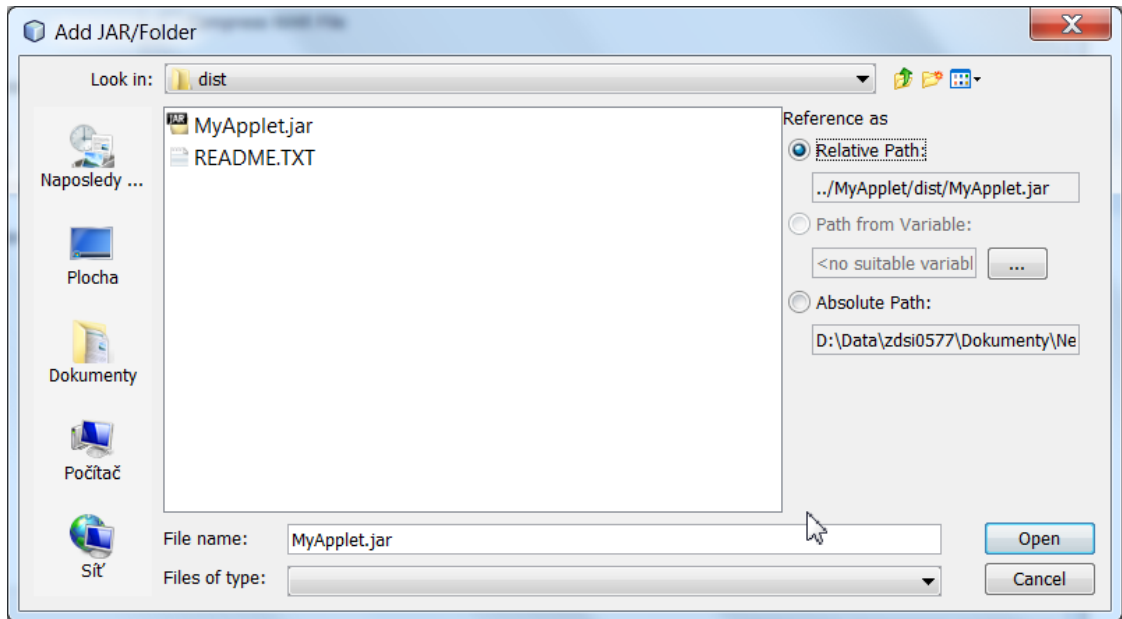 Add JAR/Folder
Look in:
dist
Naposledy ...
Plocha
Dokumenty
Počítač
Síť
MyApplet.jar
README.TXT
Reference as
Relative Path:
../MyApplet/dist/MyApplet.jar
Path from Variable:
<no suitable variabl
...
Absolute Path:
D:\Data\zdsi0577\Dokumenty\Ne
File name:
MyApplet.jar
Open
Files of type:
Cancel